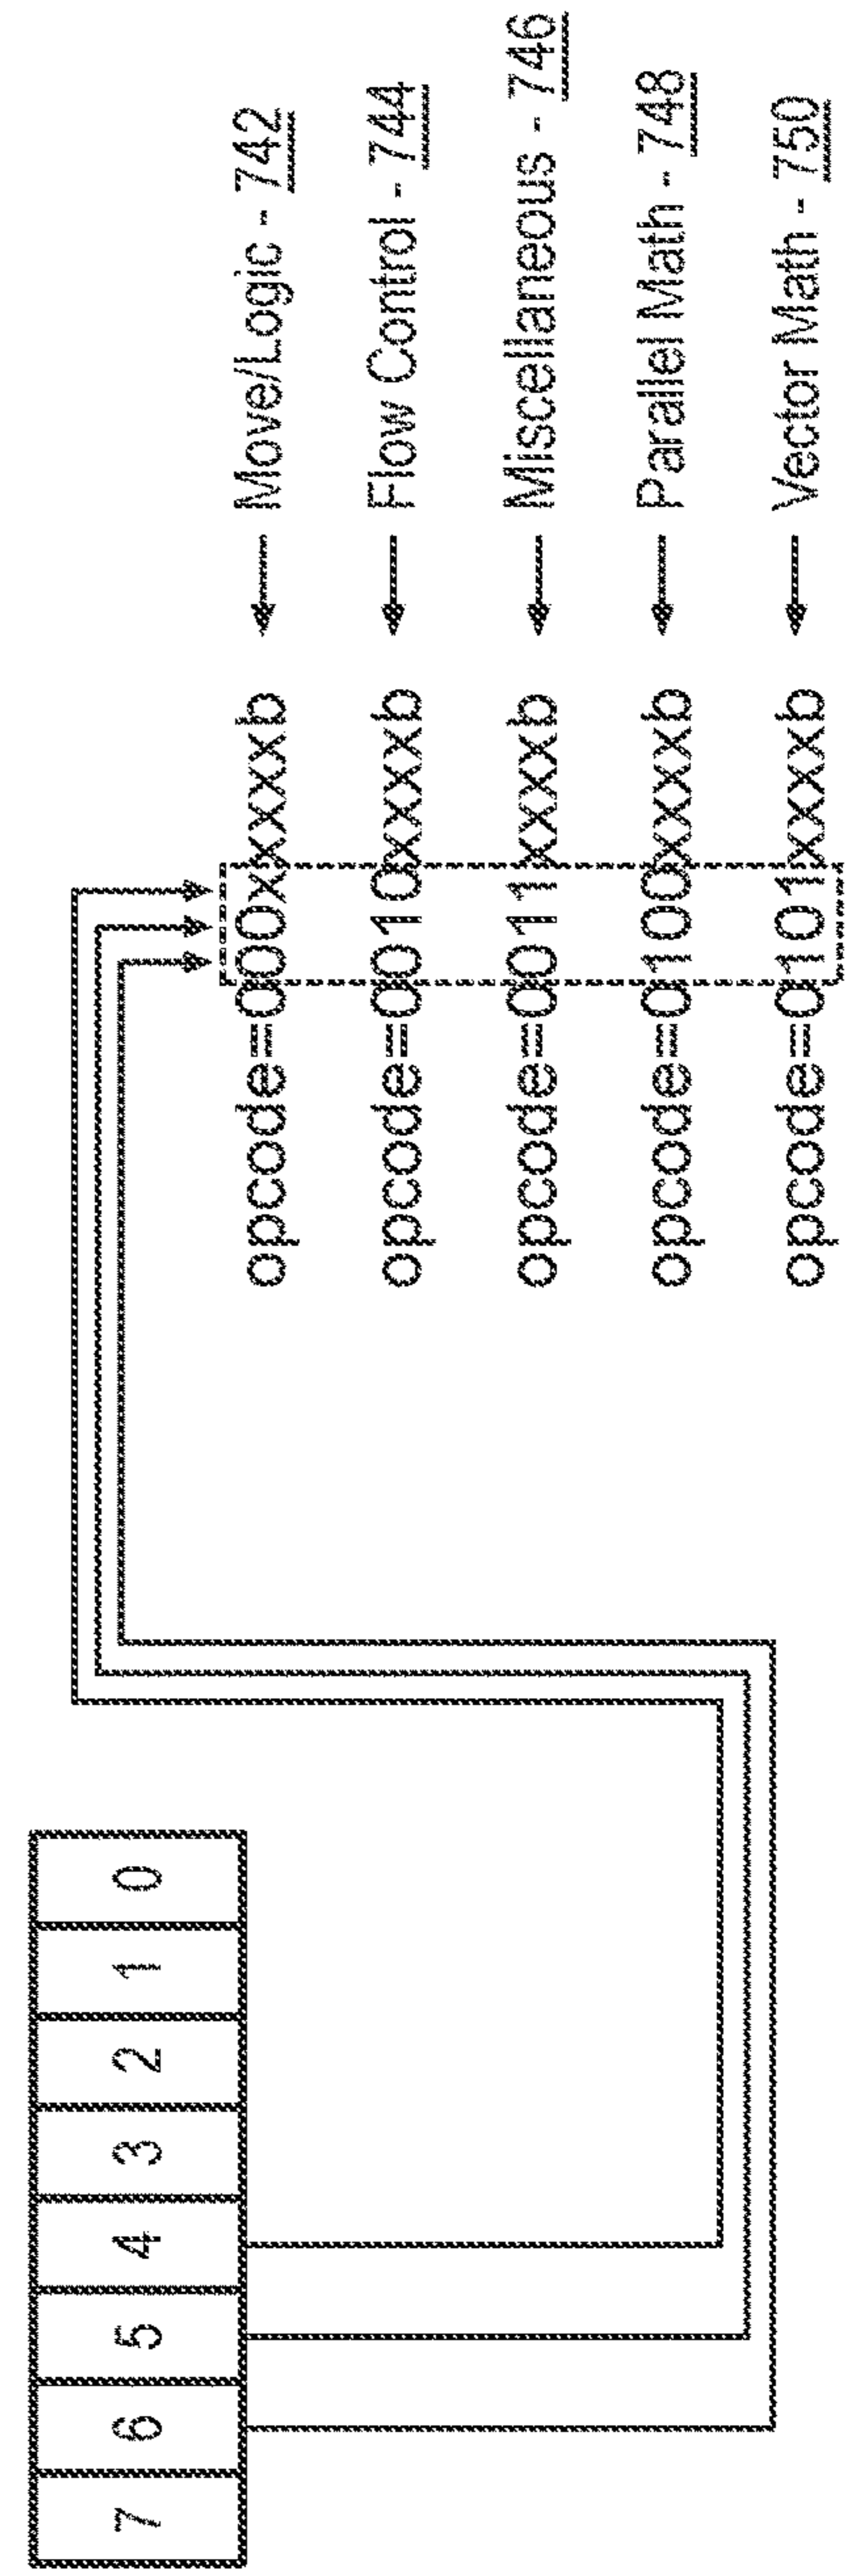 7 6 5 4 3 2 1 0
opcode=000xxxxxb ← Move/Logic - 742
opcode=0010xxxxb ← Flow Control - 744
opcode=0011xxxxb ← Miscellaneous - 746
opcode=0100xxxxb ← Parallel Math - 748
opcode=0101xxxxb ← Vector Math - 750